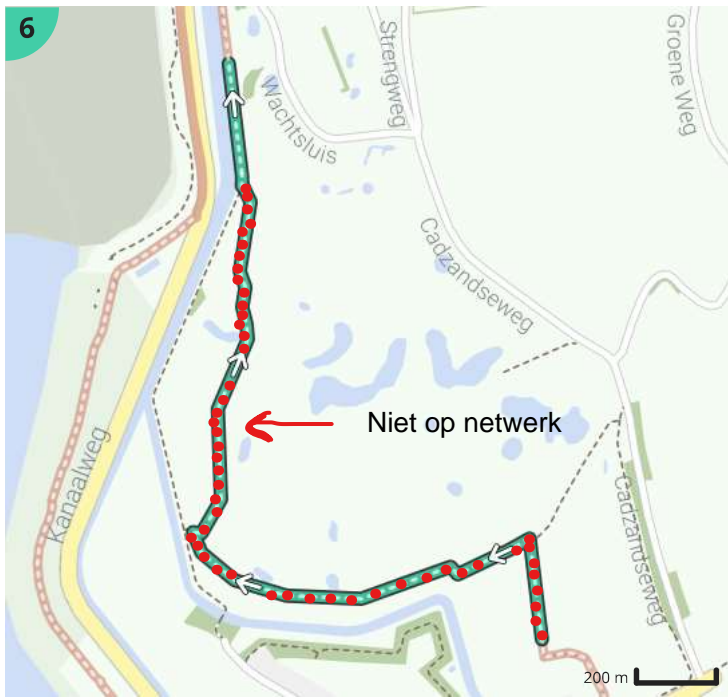 6
Strengweg
Groene Weg
Wachtsluis
Cadzandseweg
Niet op netwerk
Kanaalweg
Cadzandseweg
200 m